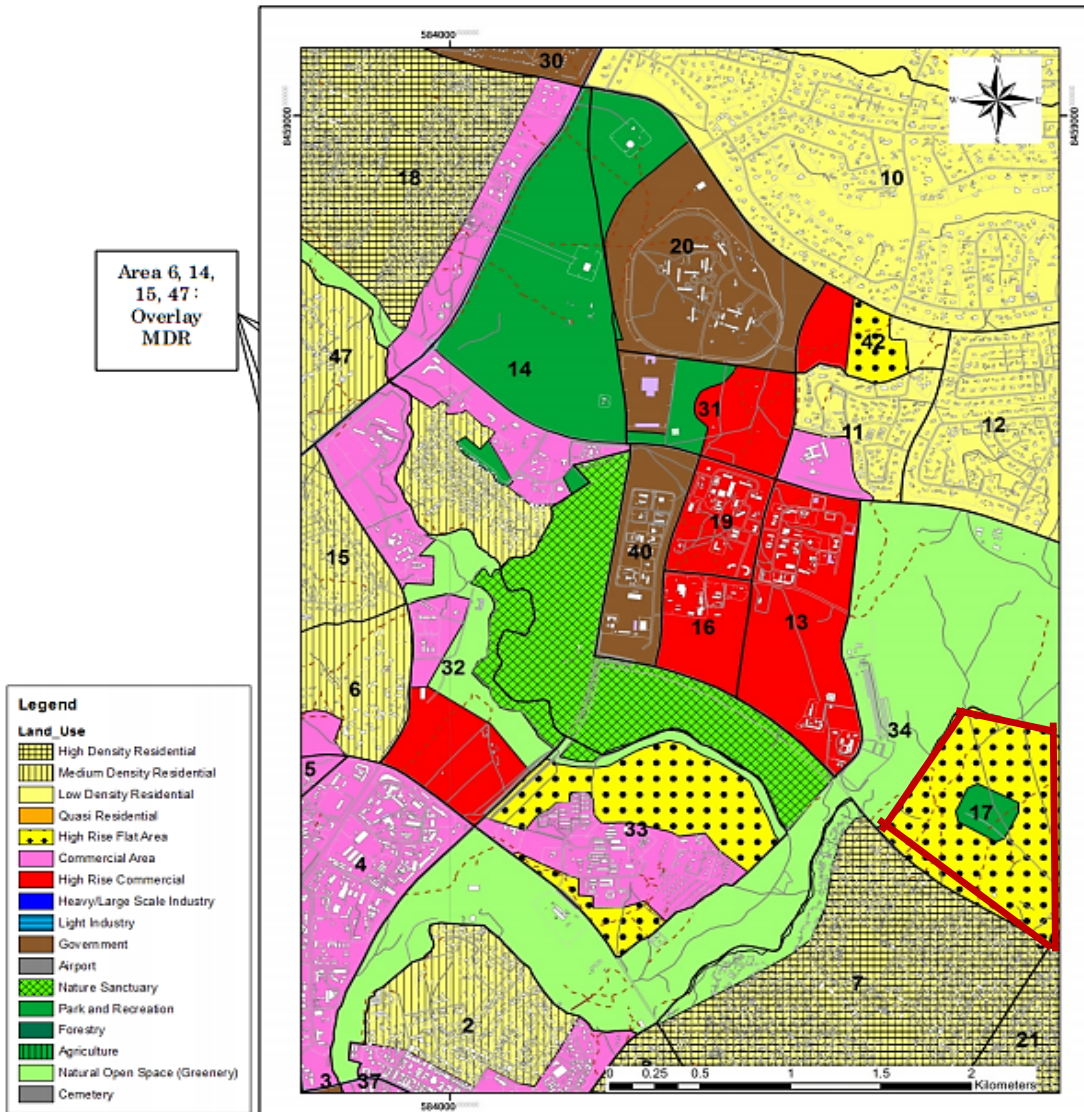 584000
8459000
8459000
N
W
E
S
30
18
10
20
Area 6, 14,
15, 47 :
Overlay
MDR
47
42
14
31
11
12
19
15
40
16
13
32
6
34
Legend
Land_Use
High Density Residential
Medium Density Residential
Low Density Residential
Quasi Residential
High Rise Flat Area
Commercial Area
High Rise Commercial
Heavy/Large Scale Industry
Light Industry
Government
Airport
Nature Sanctuary
Park and Recreation
Forestry
Agriculture
Natural Open Space (Greenery)
Cemetery
5
17
33
4
7
2
21
3
37
0 0.25 0.5 1 1.5 2
Kilometers
584000